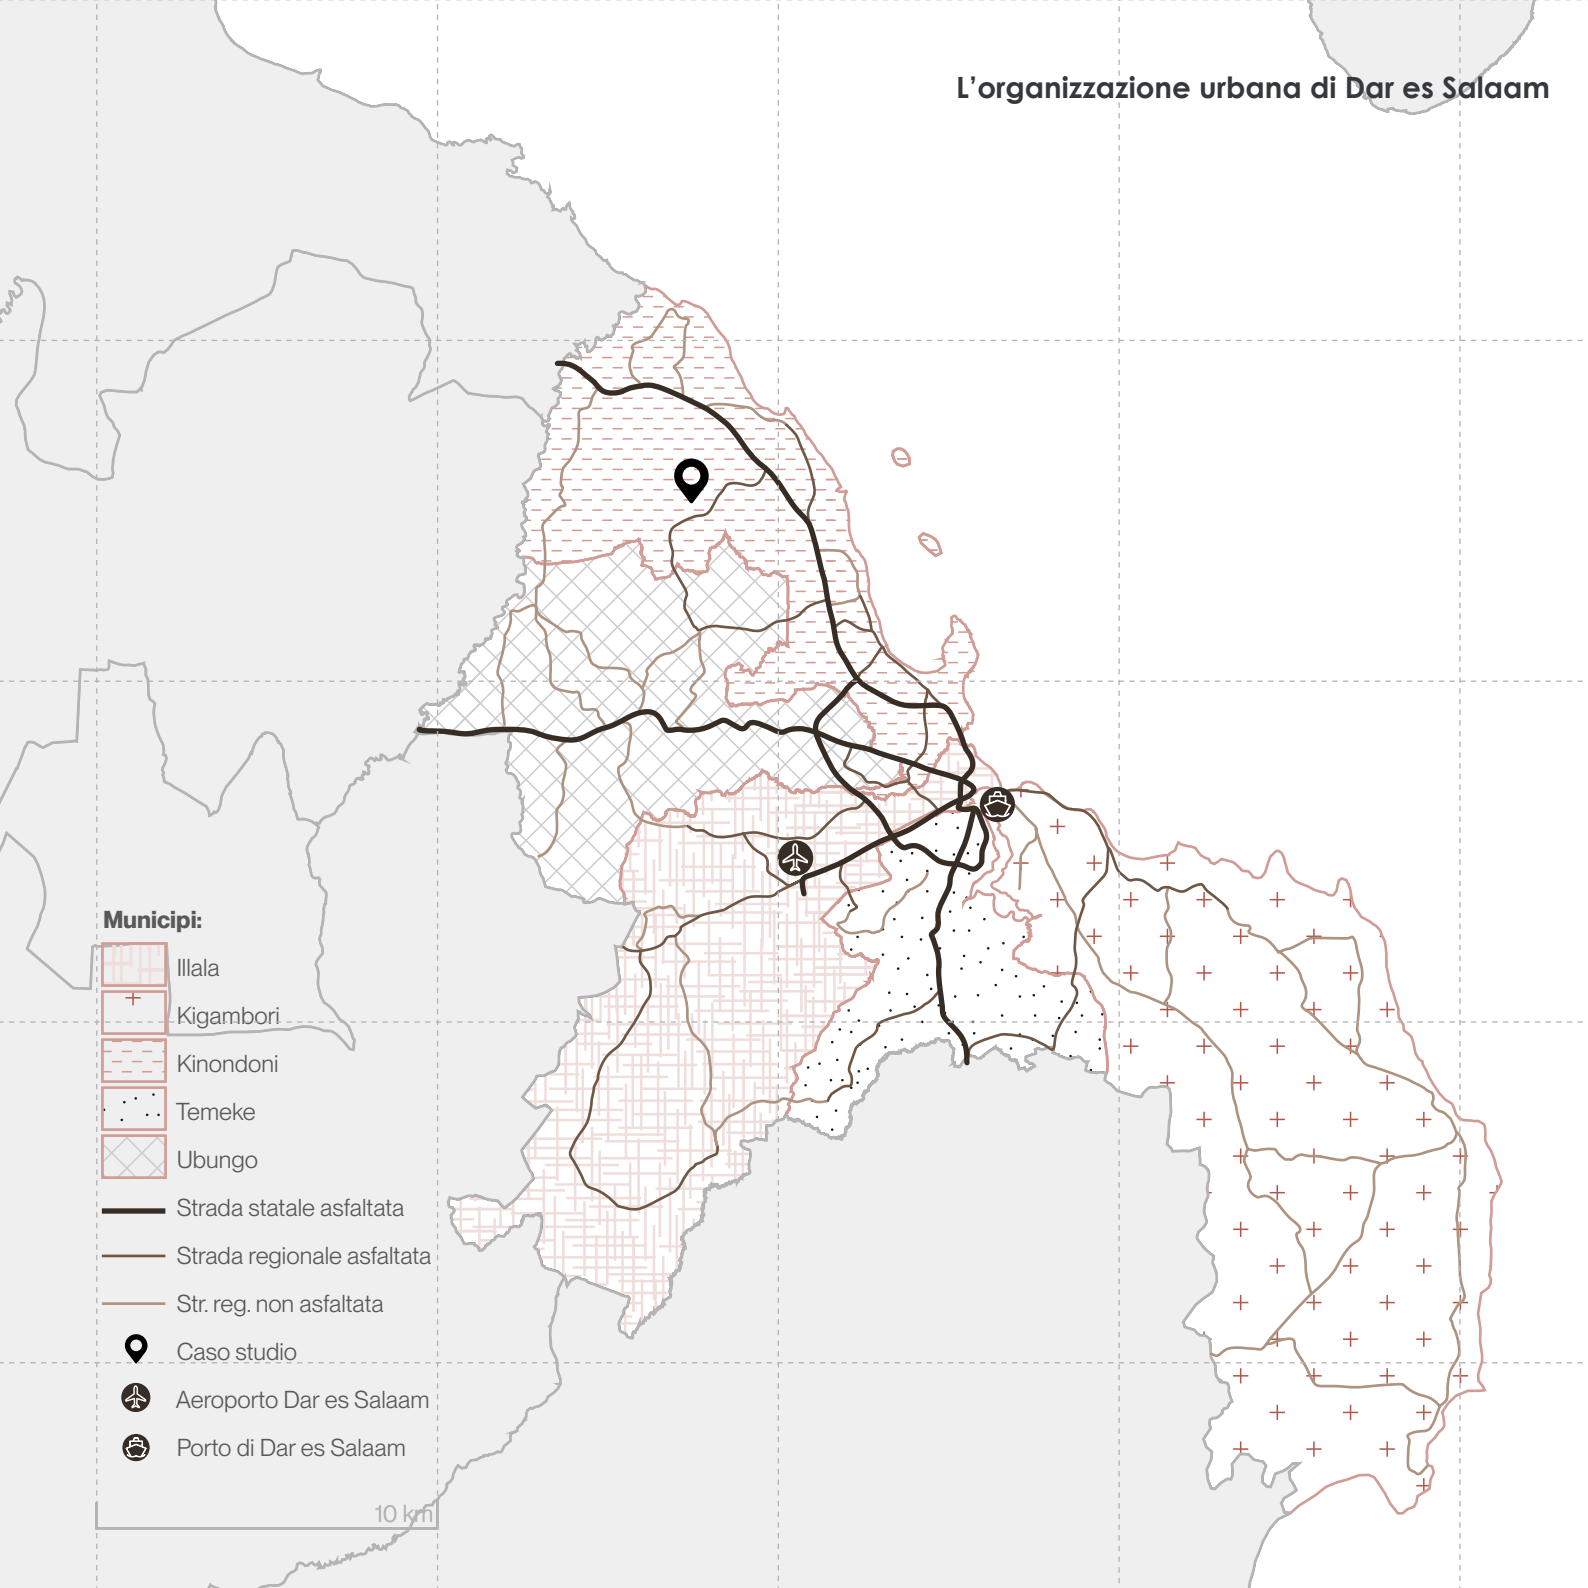 L’organizzazione urbana di Dar es Salaam
Municipi:
Illala
Kigambori
Kinondoni
Temeke
Ubungo
Strada statale asfaltata
Strada regionale asfaltata
Str. reg. non asfaltata
Caso studio
Aeroporto Dar es Salaam
Porto di Dar es Salaam
10 km